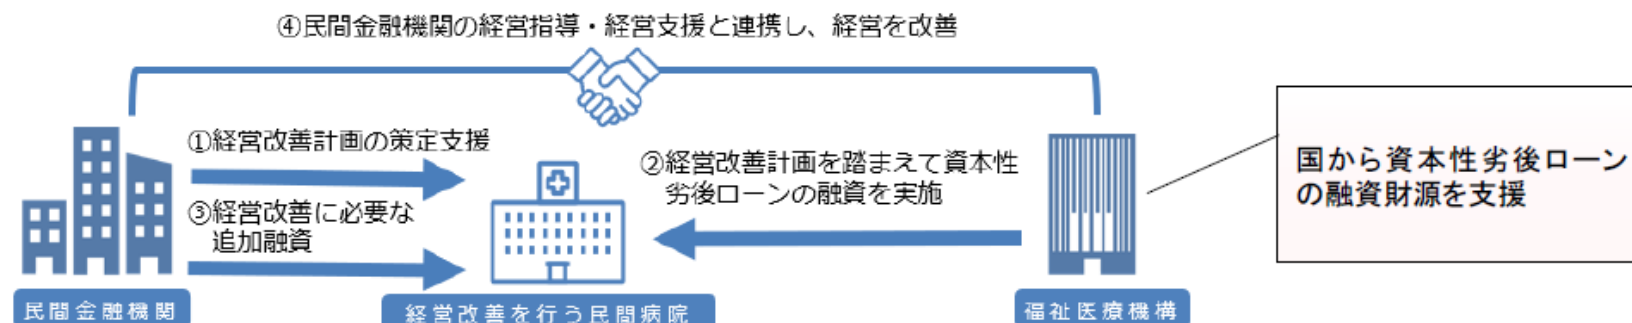 ④民間金融機関の経営指導・経営支援と連携し、経営を改善
①経営改善計画の策定支援
③経営改善に必要な
追加融資
②経営改善計画を踏まえて資本性
劣後ローンの融資を実施
国から資本性劣後ローン
の融資財源を支援
民間金融機関
経営改善を行う民間病院
福祉医療機構